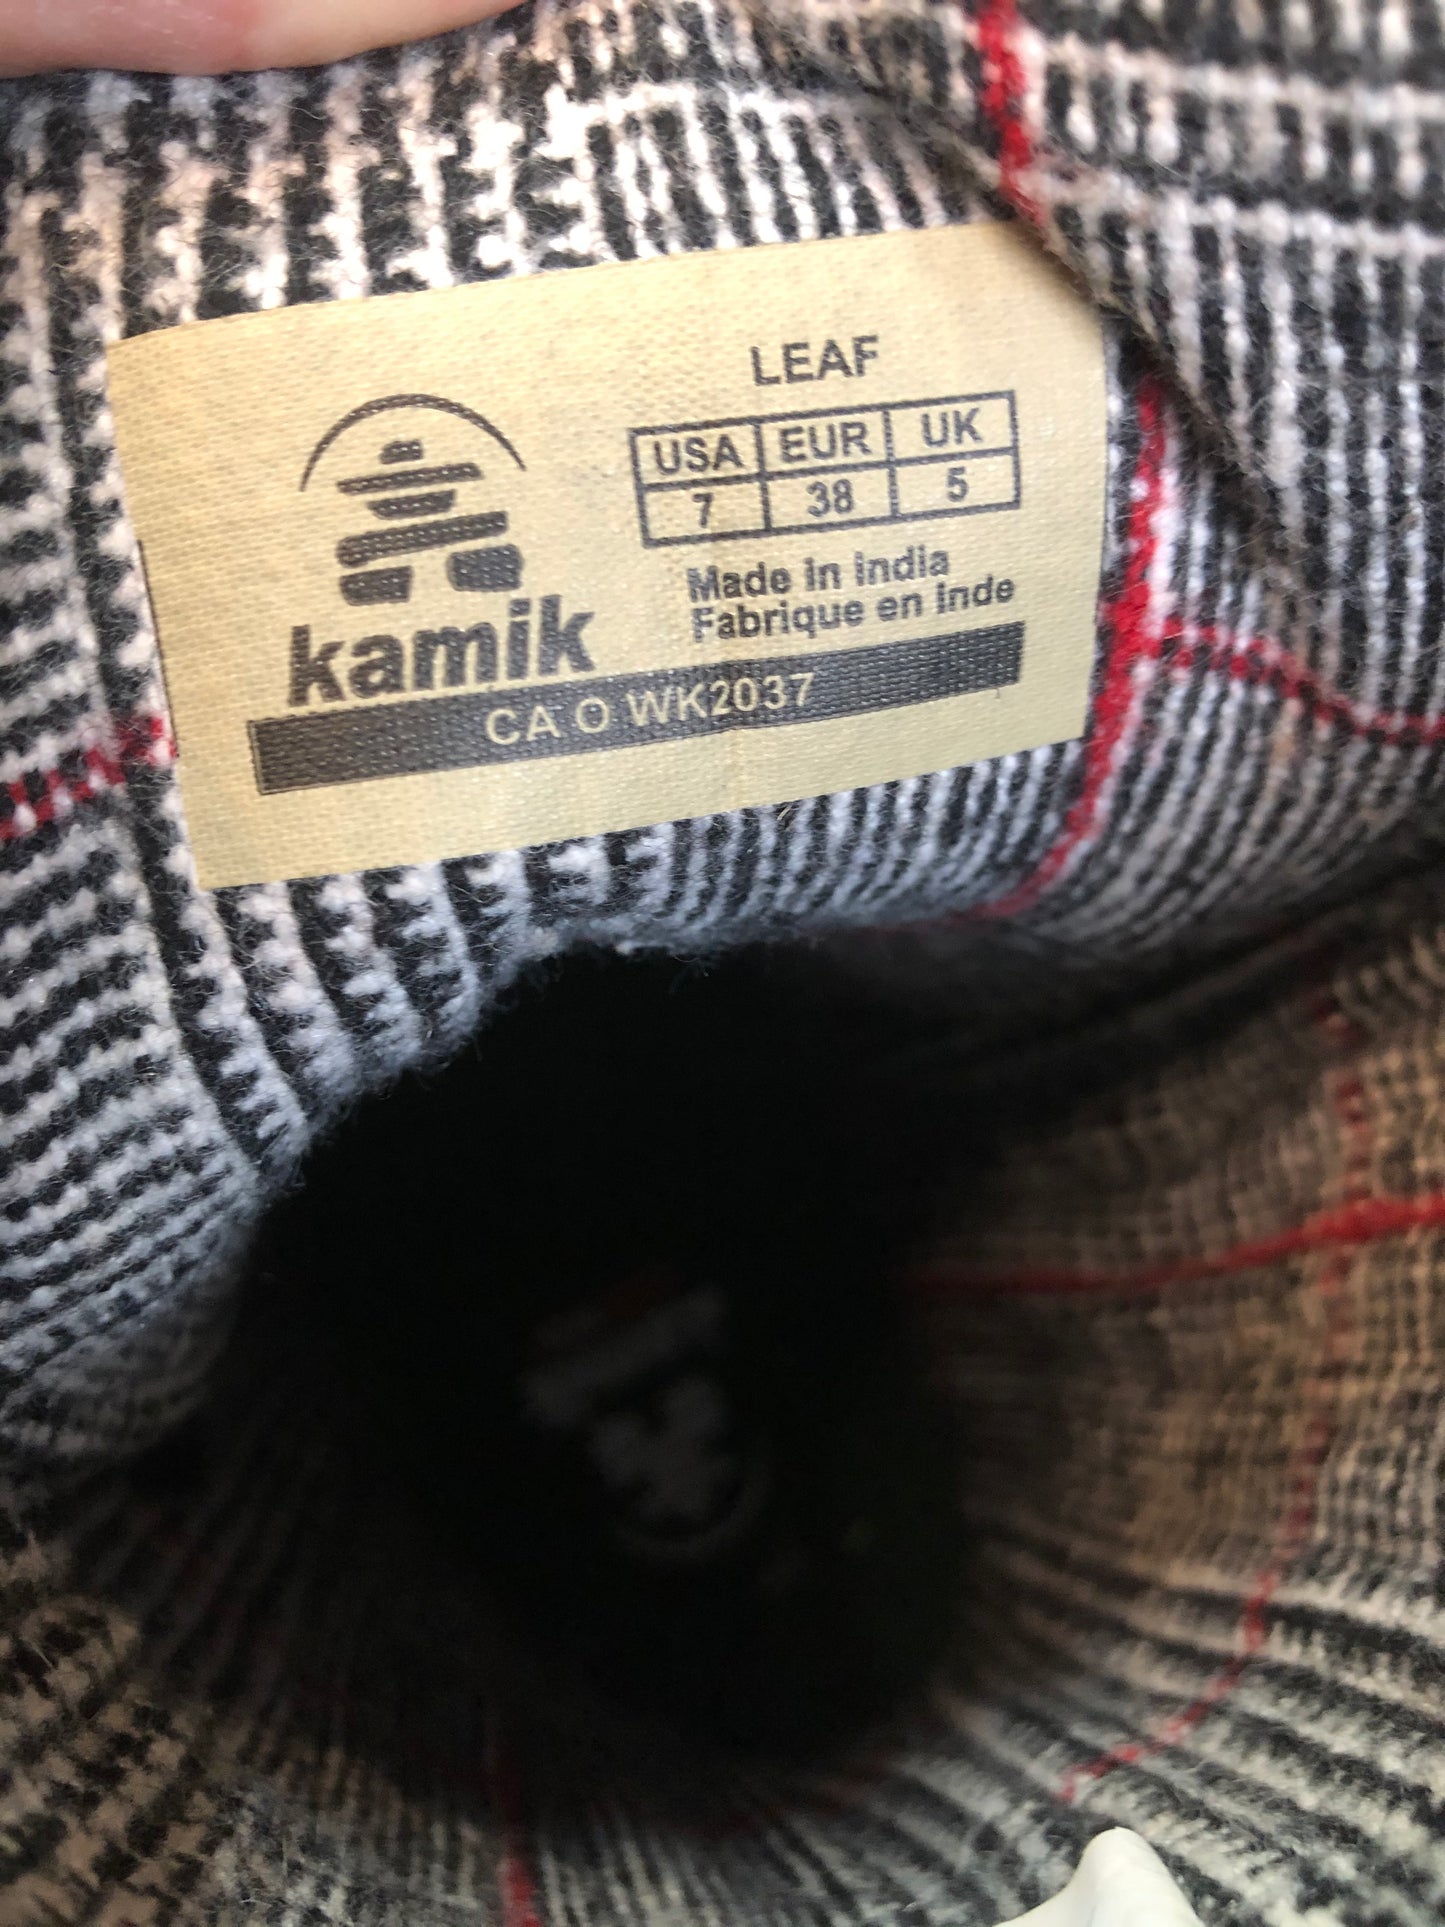 LEAF
USA EUR UK
7 38 5
Made in India
Fabrique en Inde
kamik
CA O WK2037